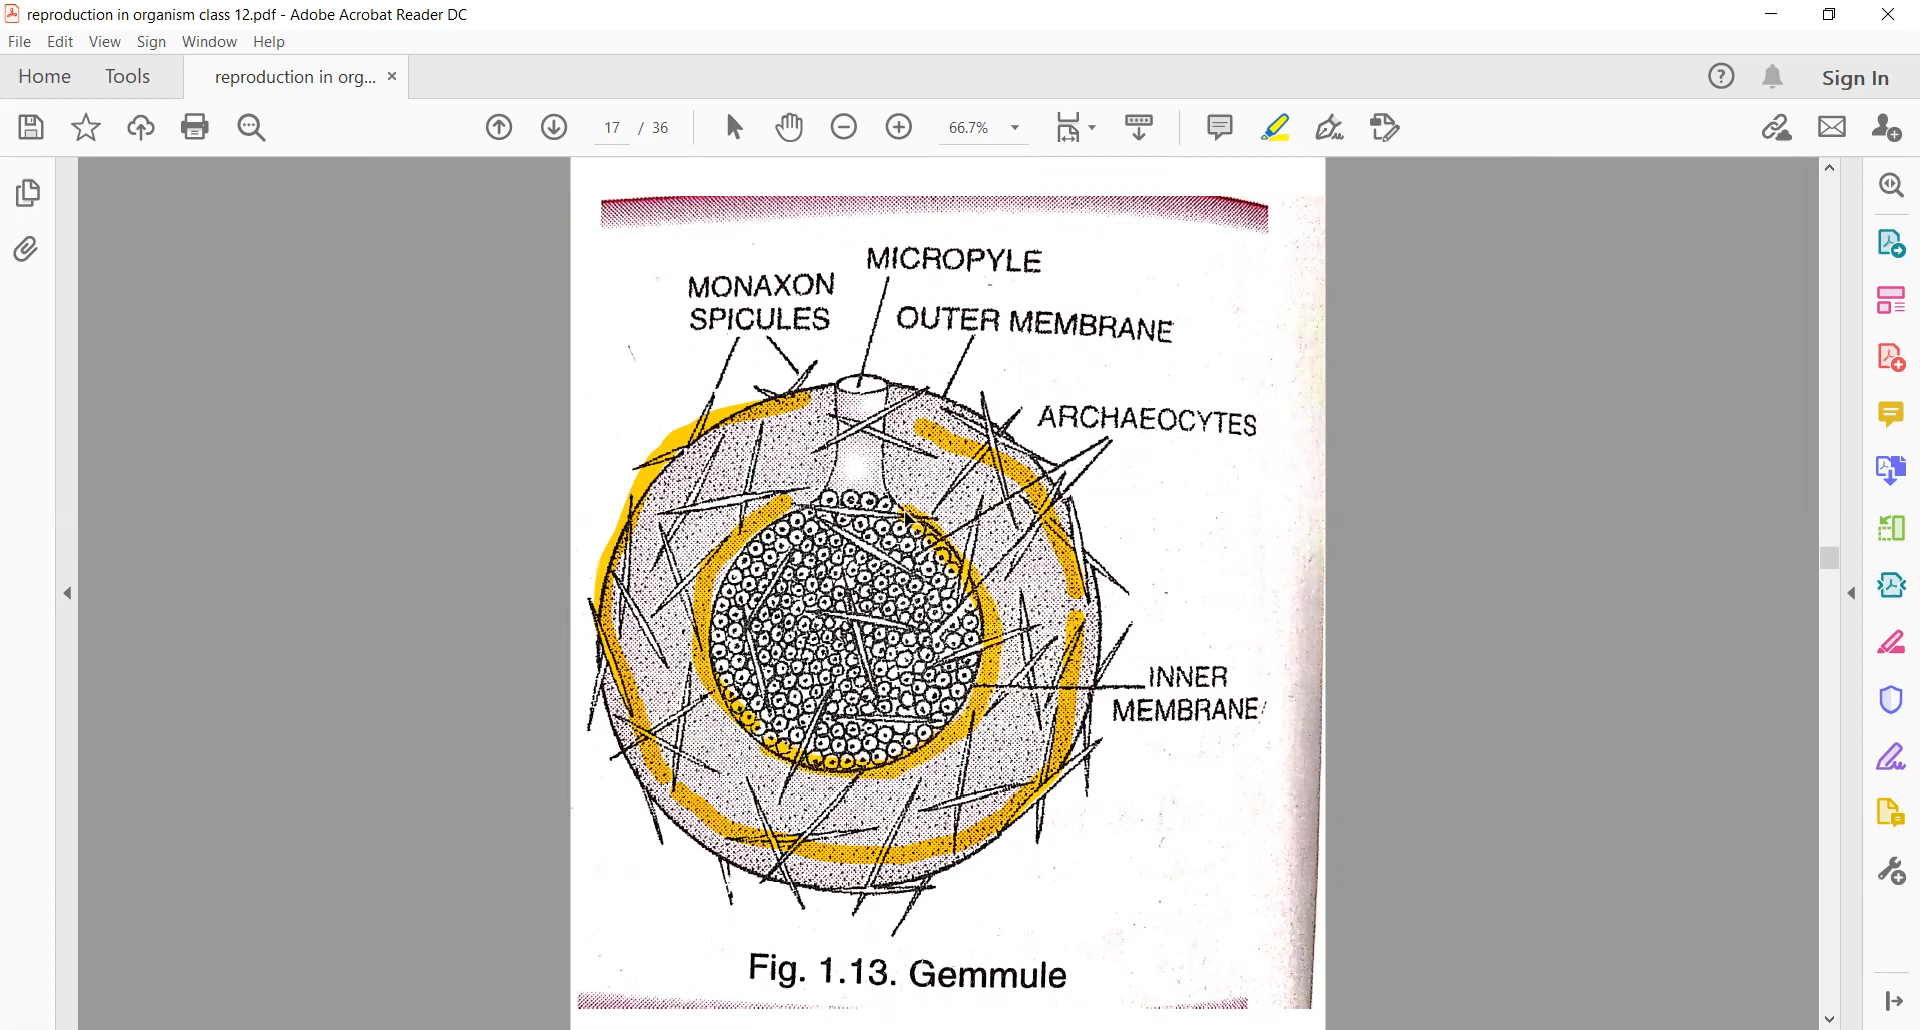 reproduction in organism class 12.pdf - Adobe Acrobat Reader DC
File Edit View Sign Window Help
Home Tools reproduction in org... ×
Sign In
17 / 36
66.7%
MICROPYLE
MONAXON
SPICULES
OUTER MEMBRANE
ARCHAEOCYTES
INNER
MEMBRANE
Fig. 1.13. Gemmule